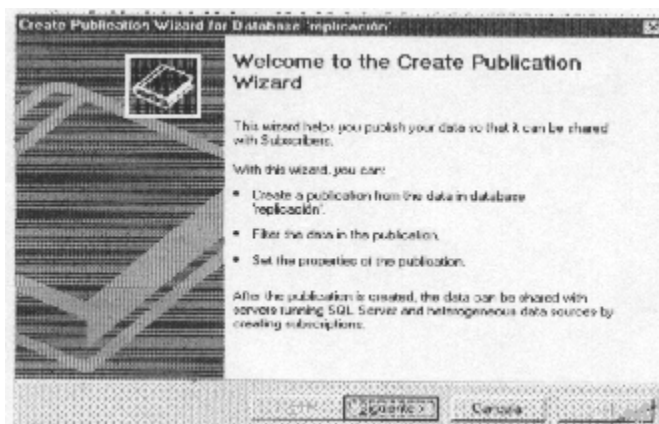 Create Publication Wizard for Database 'replicación'
Welcome to the Create Publication
Wizard
This wizard helps you publish your data so that it can be shared
with Subscribers.
With this wizard, you can:
• Create a publication from the data in database
'replicación'.
• Filter the data in the publication.
• Set the properties of the publication.
After the publication is created, the data can be shared with
servers running SQL Server and heterogeneous data sources by
creating subscriptions.
Siguiente >
Cancela